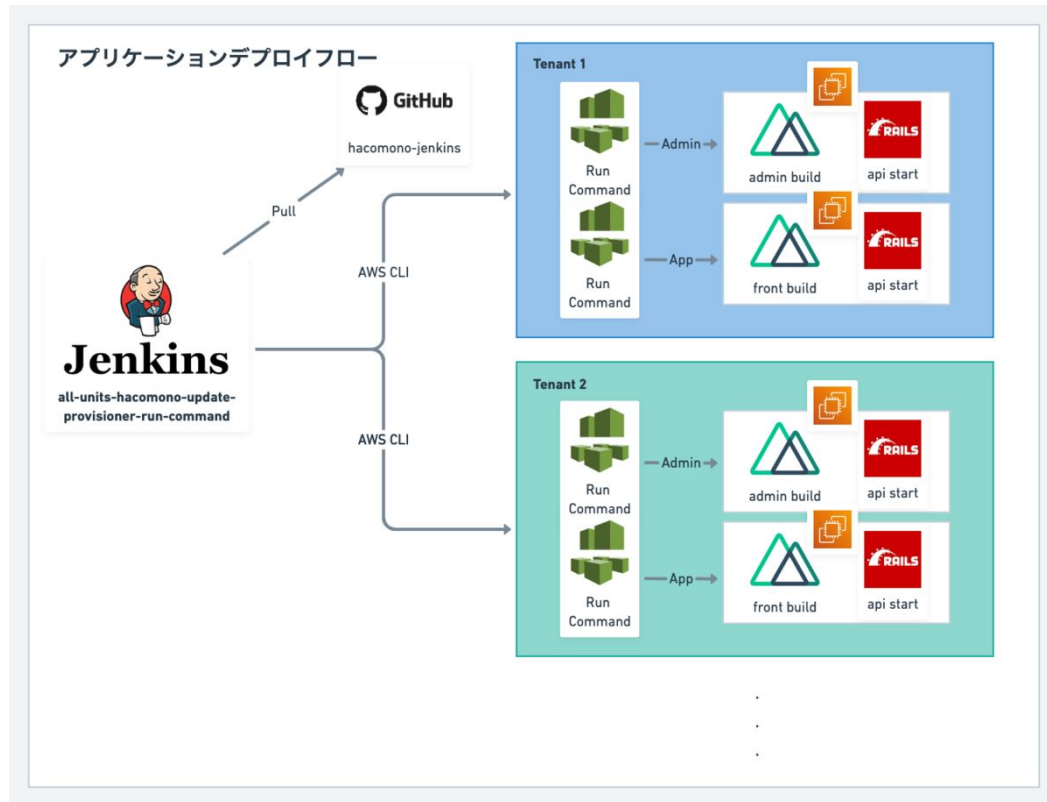 アプリケーションデプロイフロー
GitHub
hacomono-jenkins
Pull
Jenkins
all-units-hacomono-update-
provisioner-run-command
AWS CLI
AWS CLI
Tenant 1
Run
Command
Admin
admin build
RAILS
api start
Run
Command
App
front build
RAILS
api start
Tenant 2
Run
Command
Admin
admin build
RAILS
api start
Run
Command
App
front build
RAILS
api start
.
.
.